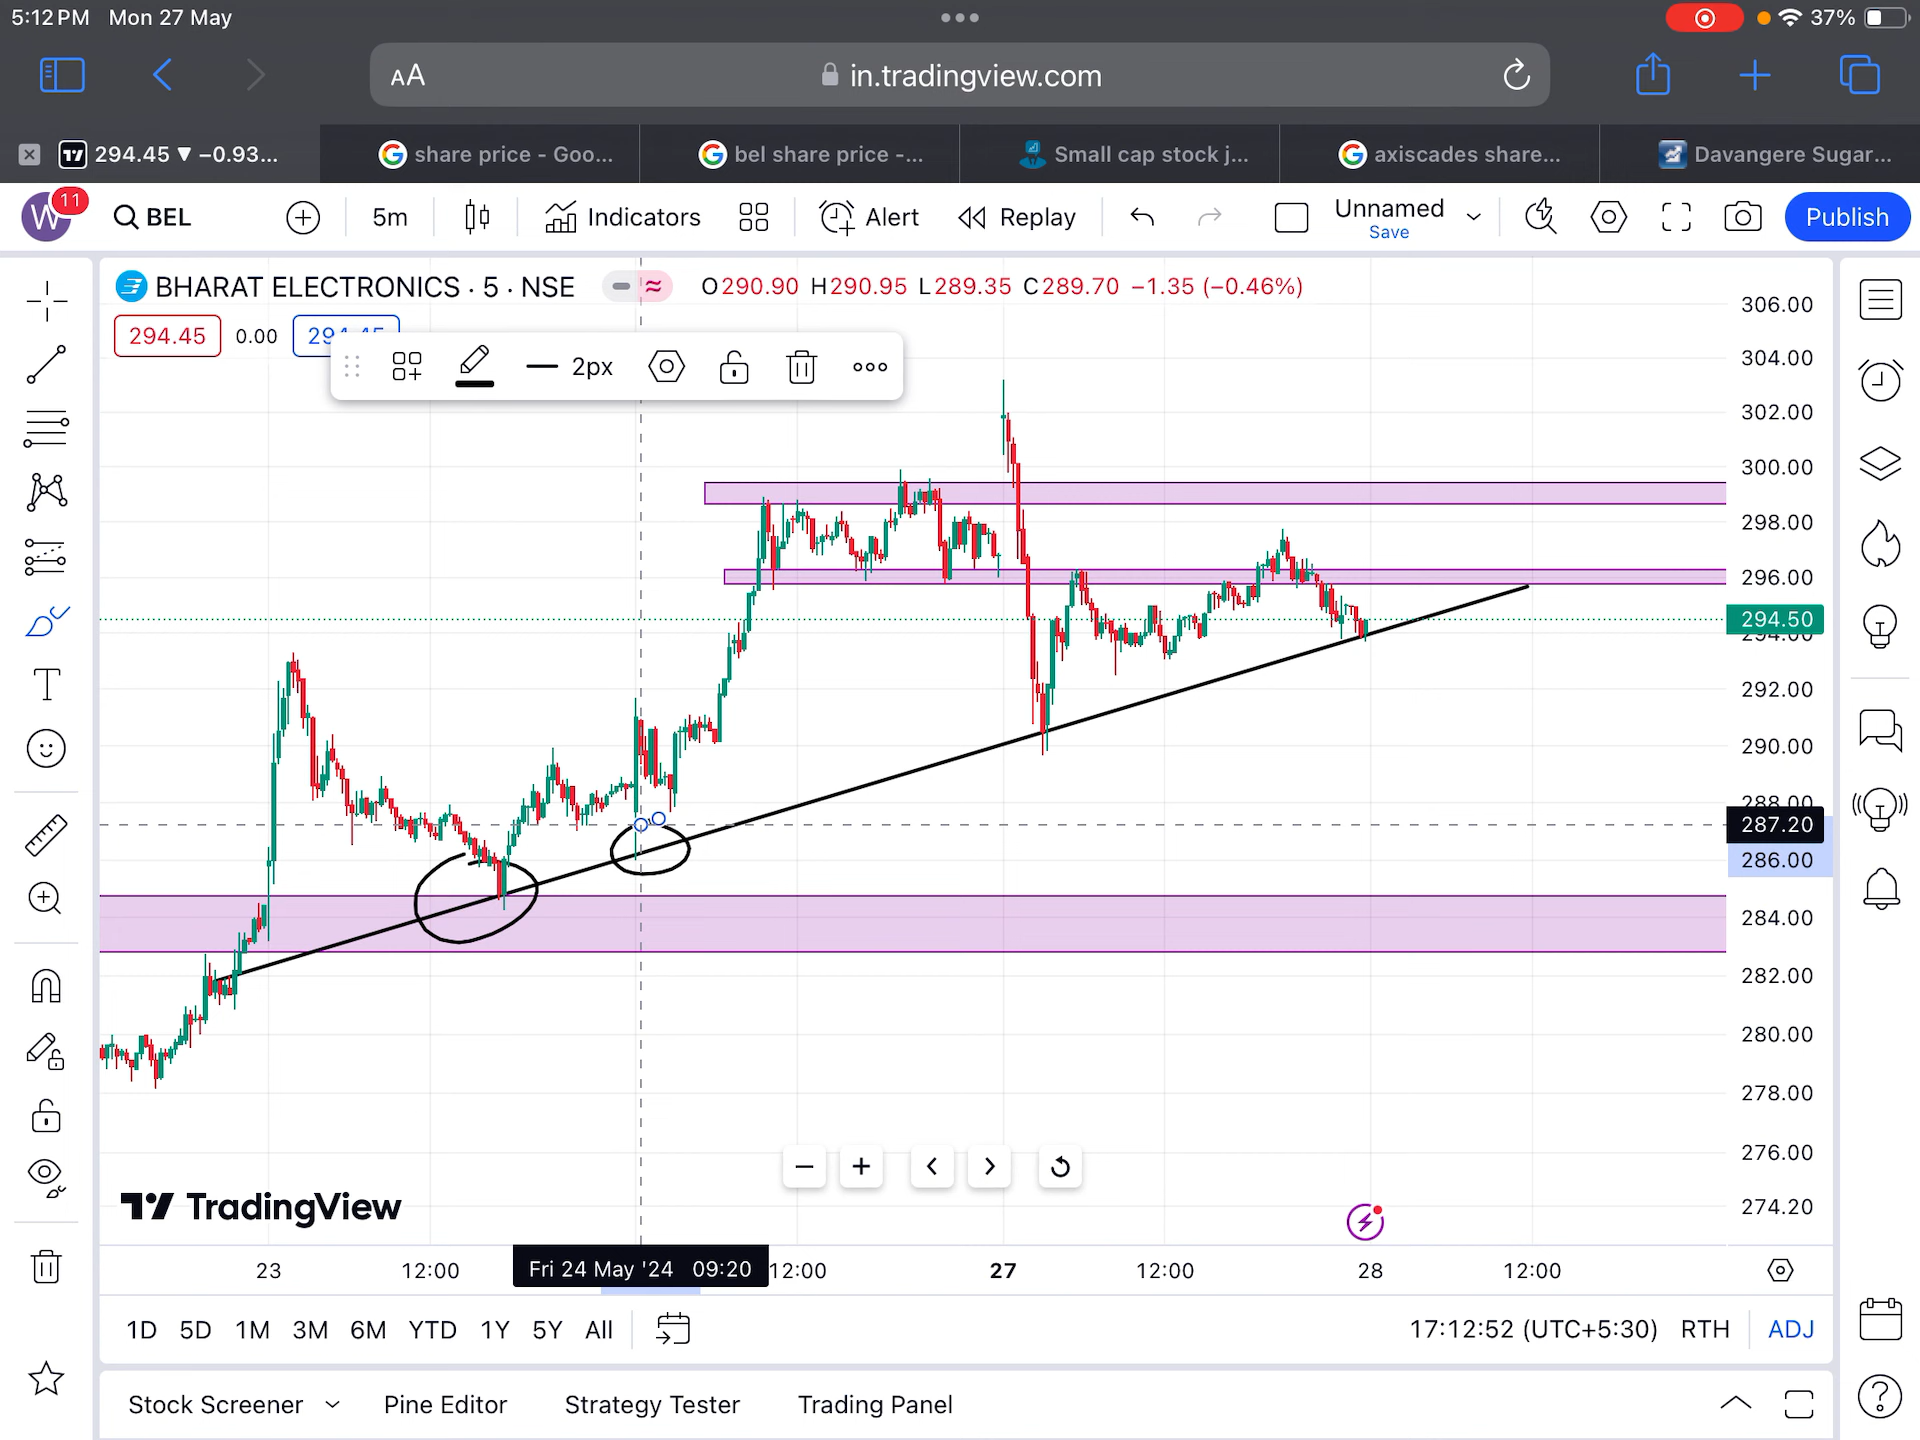 5:12 PM Mon 27 May 37%
AA in.tradingview.com
294.45 ▼ −0.93... share price - Goo... bel share price -... Small cap stock j... axiscades share... Davangere Sugar...
W 11 BEL 5m Indicators Alert Replay Unnamed Save Publish
BHARAT ELECTRONICS · 5 · NSE O290.90 H290.95 L289.35 C289.70 −1.35 (−0.46%)
294.45 0.00 294.45
2px
306.00
304.00
302.00
300.00
298.00
296.00
294.50
294.00
292.00
290.00
288.00
287.20
286.00
284.00
282.00
280.00
278.00
276.00
274.20
TradingView
23 12:00 Fri 24 May '24 09:20 12:00 27 12:00 28 12:00
1D 5D 1M 3M 6M YTD 1Y 5Y All 17:12:52 (UTC+5:30) RTH ADJ
Stock Screener Pine Editor Strategy Tester Trading Panel